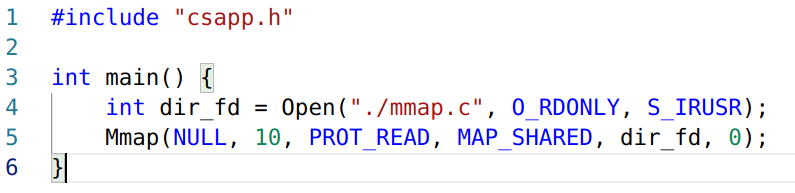 1 #include "csapp.h"
2
3 int main() {
4     int dir_fd = Open("./mmap.c", O_RDONLY, S_IRUSR);
5     Mmap(NULL, 10, PROT_READ, MAP_SHARED, dir_fd, 0);
6 }